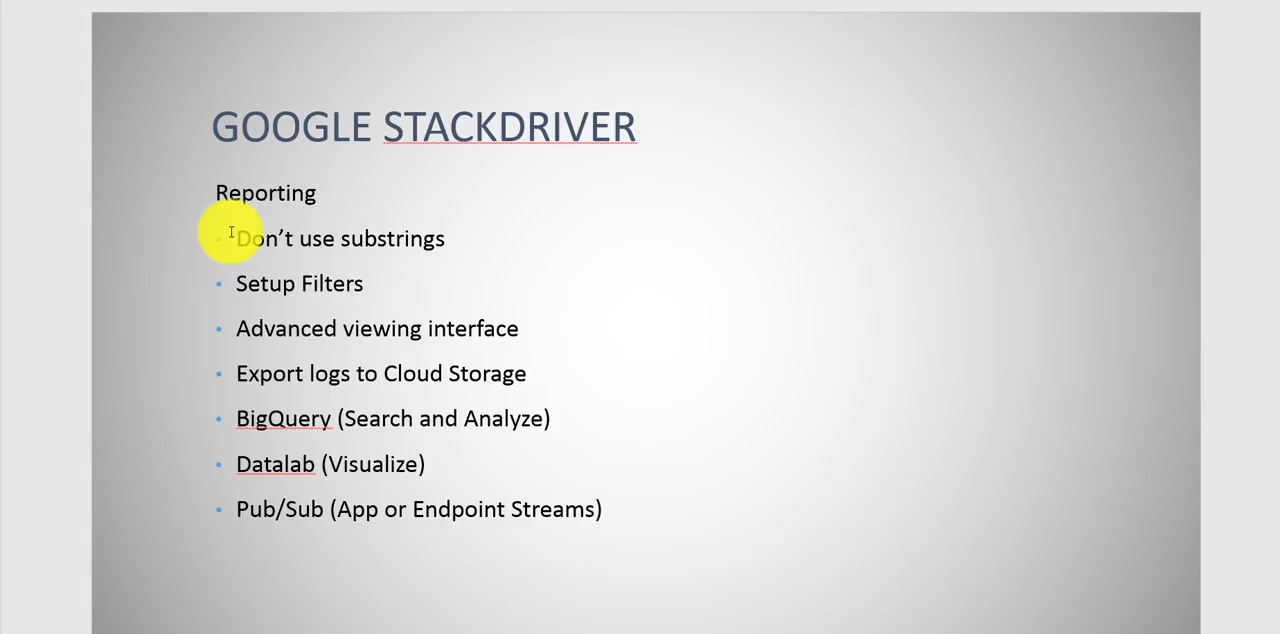 GOOGLE STACKDRIVER
Reporting
Don’t use substrings
Setup Filters
Advanced viewing interface
Export logs to Cloud Storage
BigQuery (Search and Analyze)
Datalab (Visualize)
Pub/Sub (App or Endpoint Streams)